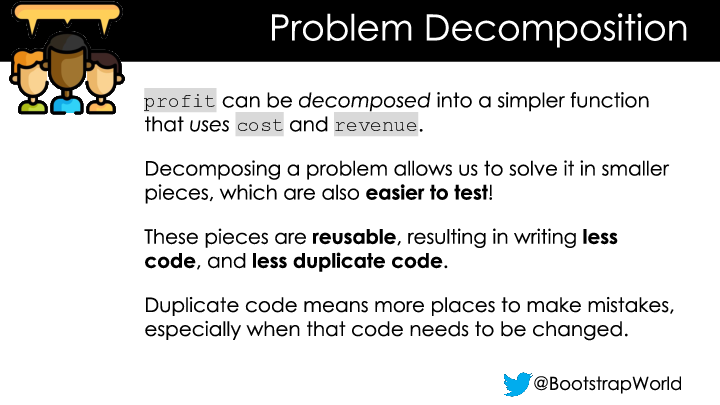 Problem Decomposition
profit can be decomposed into a simpler function
that uses cost and revenue.
Decomposing a problem allows us to solve it in smaller
pieces, which are also easier to test!
These pieces are reusable, resulting in writing less
code, and less duplicate code.
Duplicate code means more places to make mistakes,
especially when that code needs to be changed.
@BootstrapWorld